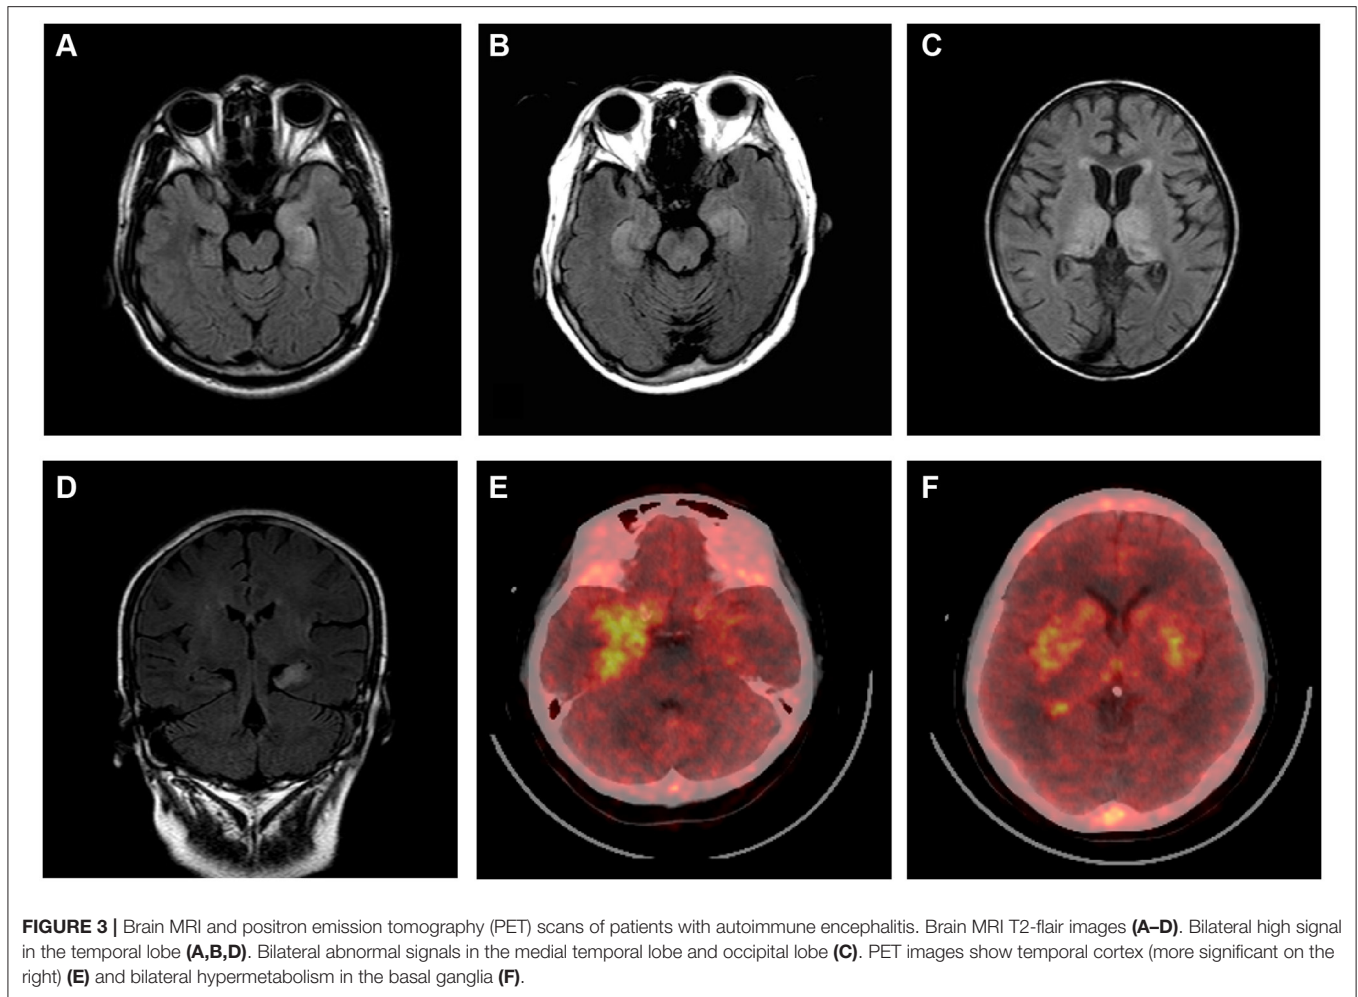 A
B
C
D
E
F
FIGURE 3 | Brain MRI and positron emission tomography (PET) scans of patients with autoimmune encephalitis. Brain MRI T2-flair images (A–D). Bilateral high signal
in the temporal lobe (A,B,D). Bilateral abnormal signals in the medial temporal lobe and occipital lobe (C). PET images show temporal cortex (more significant on the
right) (E) and bilateral hypermetabolism in the basal ganglia (F).